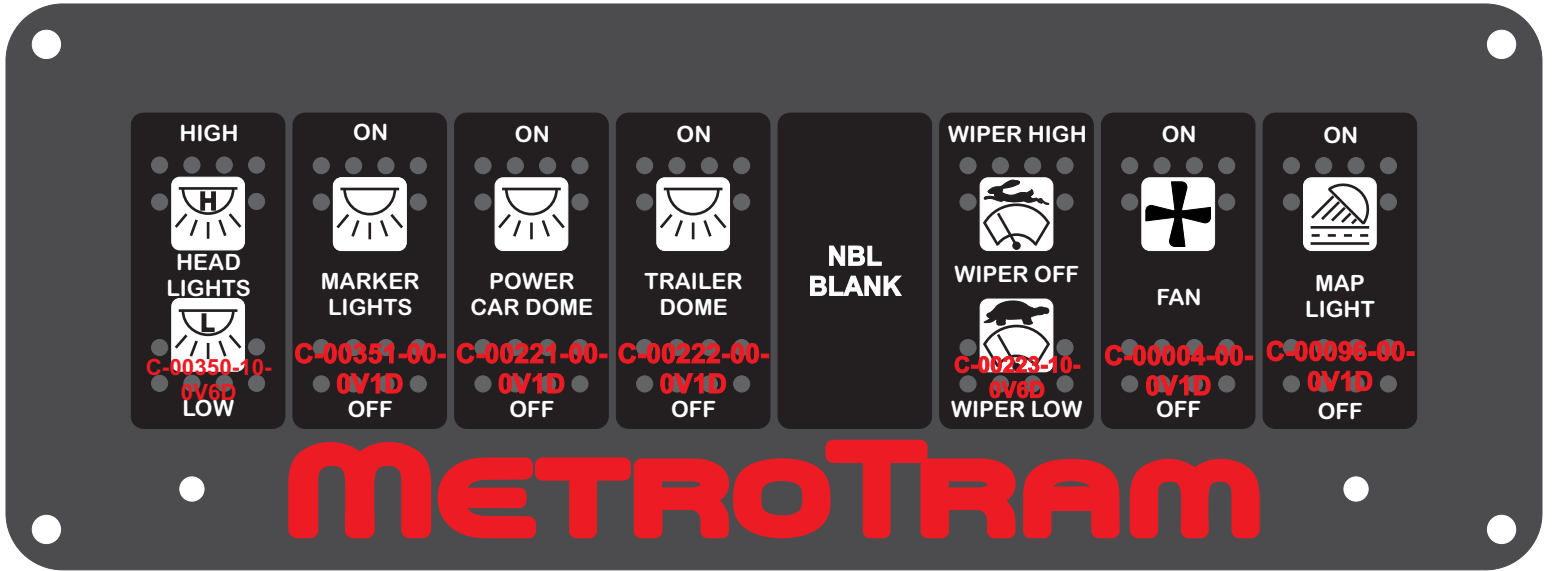 HIGH
H
HEAD
LIGHTS
L
C-00350-10-
0V6D
LOW
ON
MARKER
LIGHTS
C-00351-00-
0V1D
OFF
ON
POWER
CAR DOME
C-00221-00-
0V1D
OFF
ON
TRAILER
DOME
C-00222-00-
0V1D
OFF
NBL
BLANK
WIPER HIGH
WIPER OFF
C-00223-10-
0V6D
WIPER LOW
ON
FAN
C-00004-00-
0V1D
OFF
ON
MAP
LIGHT
C-00096-00-
0V1D
OFF
METROTRAM